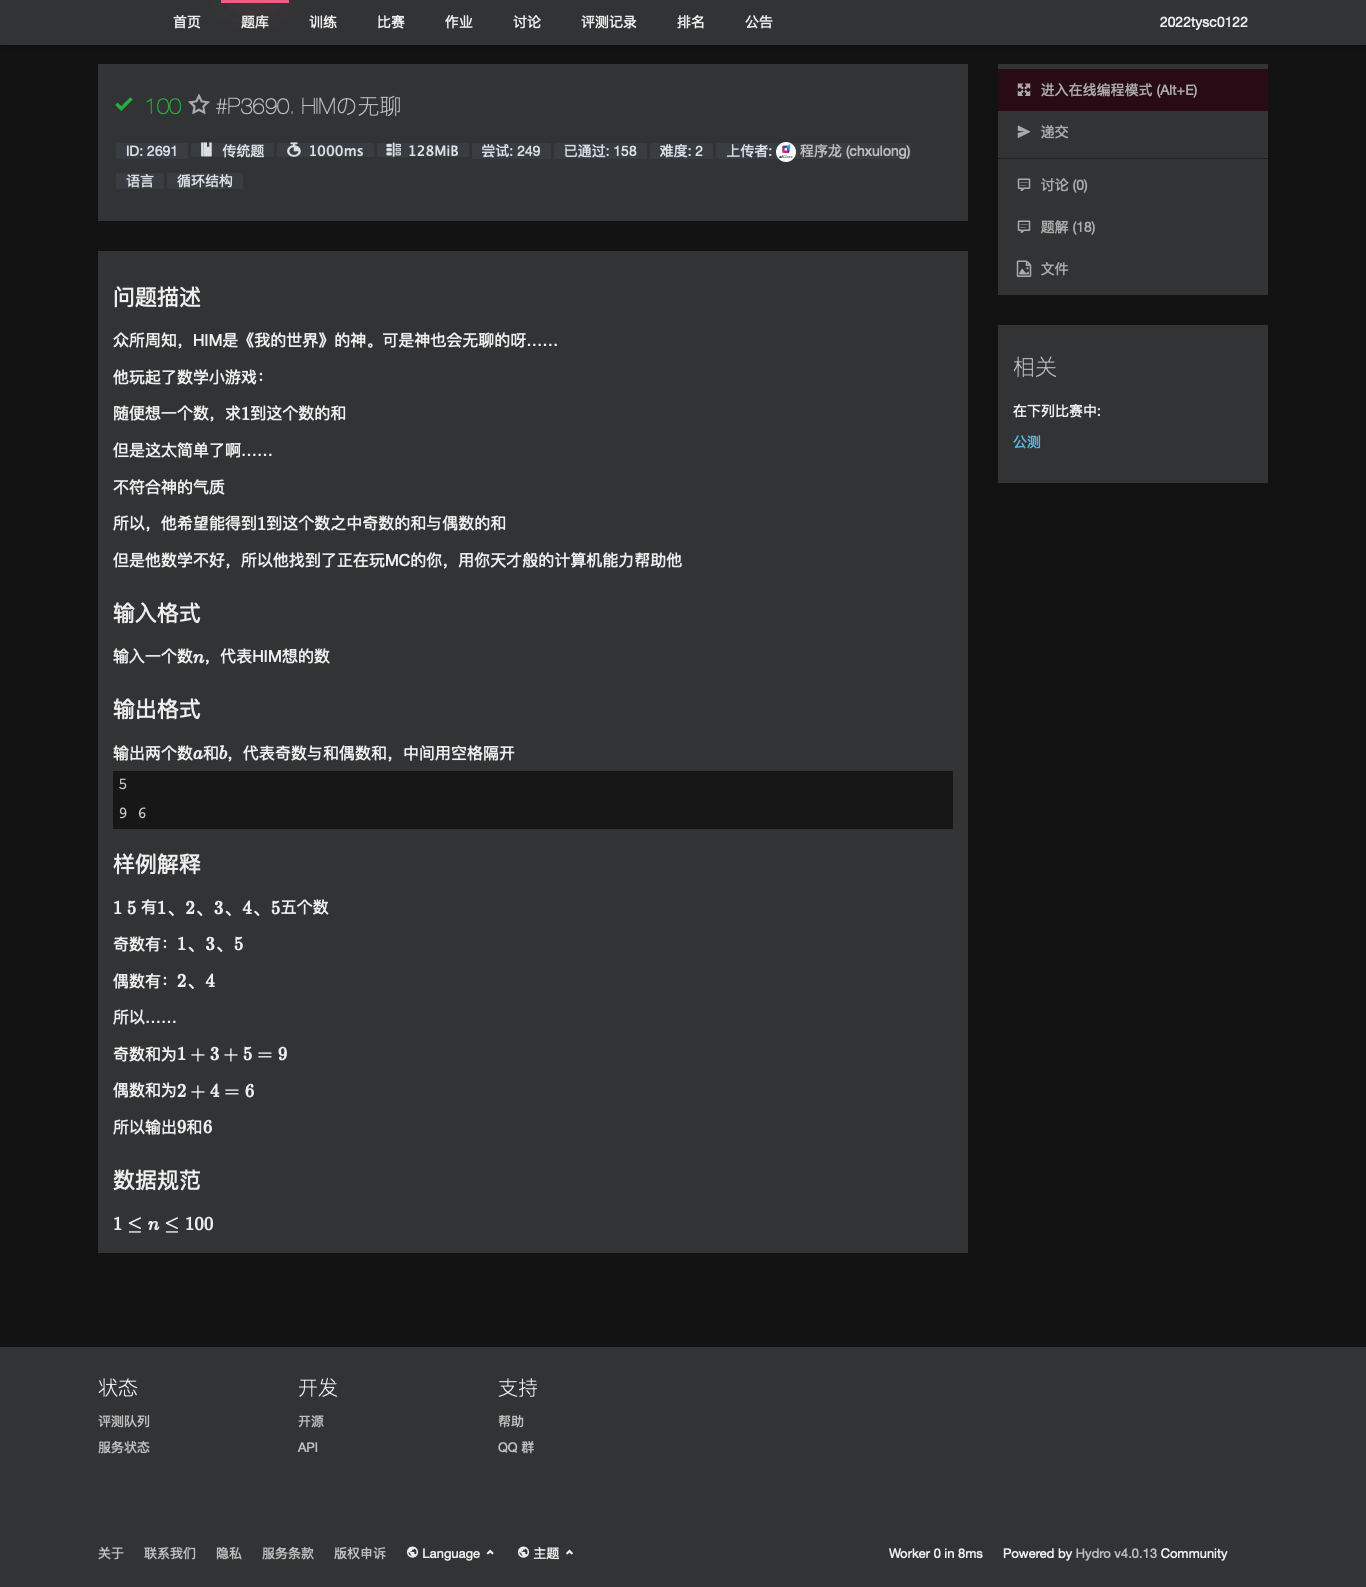 首页 题库 训练 比赛 作业 讨论 评测记录 排名 公告 2022tysc0122
100 #P3690. HIMの无聊
ID: 2691 传统题 1000ms 128MiB 尝试: 249 已通过: 158 难度: 2 上传者: 程序龙 (chxulong)
语言 循环结构
问题描述
众所周知，HIM是《我的世界》的神。可是神也会无聊的呀……
他玩起了数学小游戏：
随便想一个数，求1到这个数的和
但是这太简单了啊……
不符合神的气质
所以，他希望能得到1到这个数之中奇数的和与偶数的和
但是他数学不好，所以他找到了正在玩MC的你，用你天才般的计算机能力帮助他
输入格式
输入一个数n，代表HIM想的数
输出格式
输出两个数a和b，代表奇数与和偶数和，中间用空格隔开
5
9 6
样例解释
1 5 有1、2、3、4、5五个数
奇数有：1、3、5
偶数有：2、4
所以……
奇数和为1 + 3 + 5 = 9
偶数和为2 + 4 = 6
所以输出9和6
数据规范
1 ≤ n ≤ 100
进入在线编程模式 (Alt+E)
递交
讨论 (0)
题解 (18)
文件
相关
在下列比赛中:
公测
状态 开发 支持
评测队列 开源 帮助
服务状态 API QQ 群
关于 联系我们 隐私 服务条款 版权申诉 Language 主题 Worker 0 in 8ms Powered by Hydro v4.0.13 Community